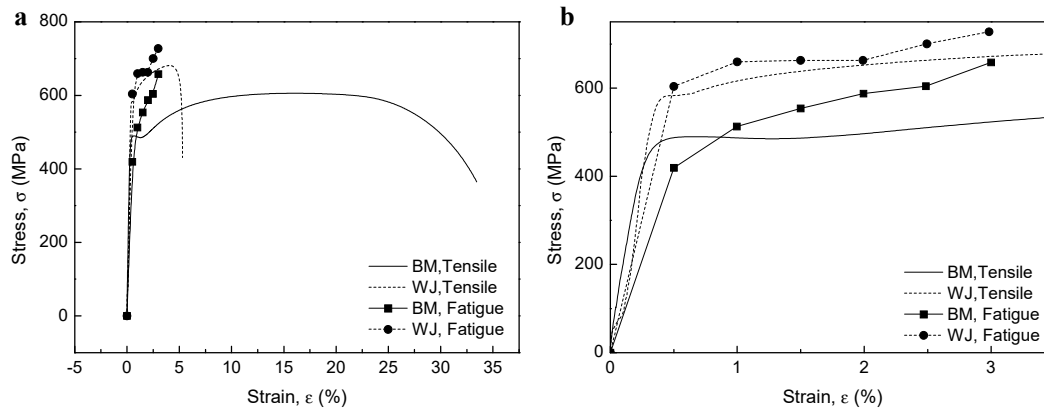 a
800
600
400
200
0
-5 0 5 10 15 20 25 30 35
Stress, σ (MPa)
Strain, ε (%)
BM,Tensile
WJ,Tensile
BM, Fatigue
WJ, Fatigue
b
600
400
200
0
0 1 2 3
Stress, σ (MPa)
Strain, ε (%)
BM,Tensile
WJ,Tensile
BM, Fatigue
WJ, Fatigue